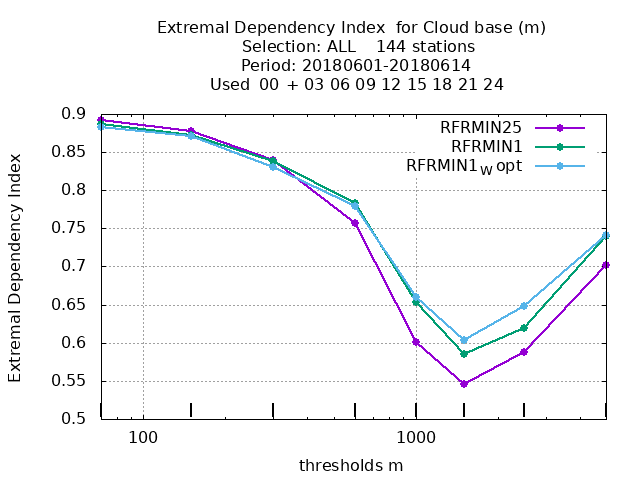 Extremal Dependency Index  for Cloud base (m)
Selection: ALL    144 stations
Period: 20180601-20180614
Used  00 + 03 06 09 12 15 18 21 24
RFRMIN25
RFRMIN1
RFRMIN1W opt
0.9
0.85
0.8
0.75
0.7
0.65
0.6
0.55
0.5
Extremal Dependency Index
100
1000
thresholds m